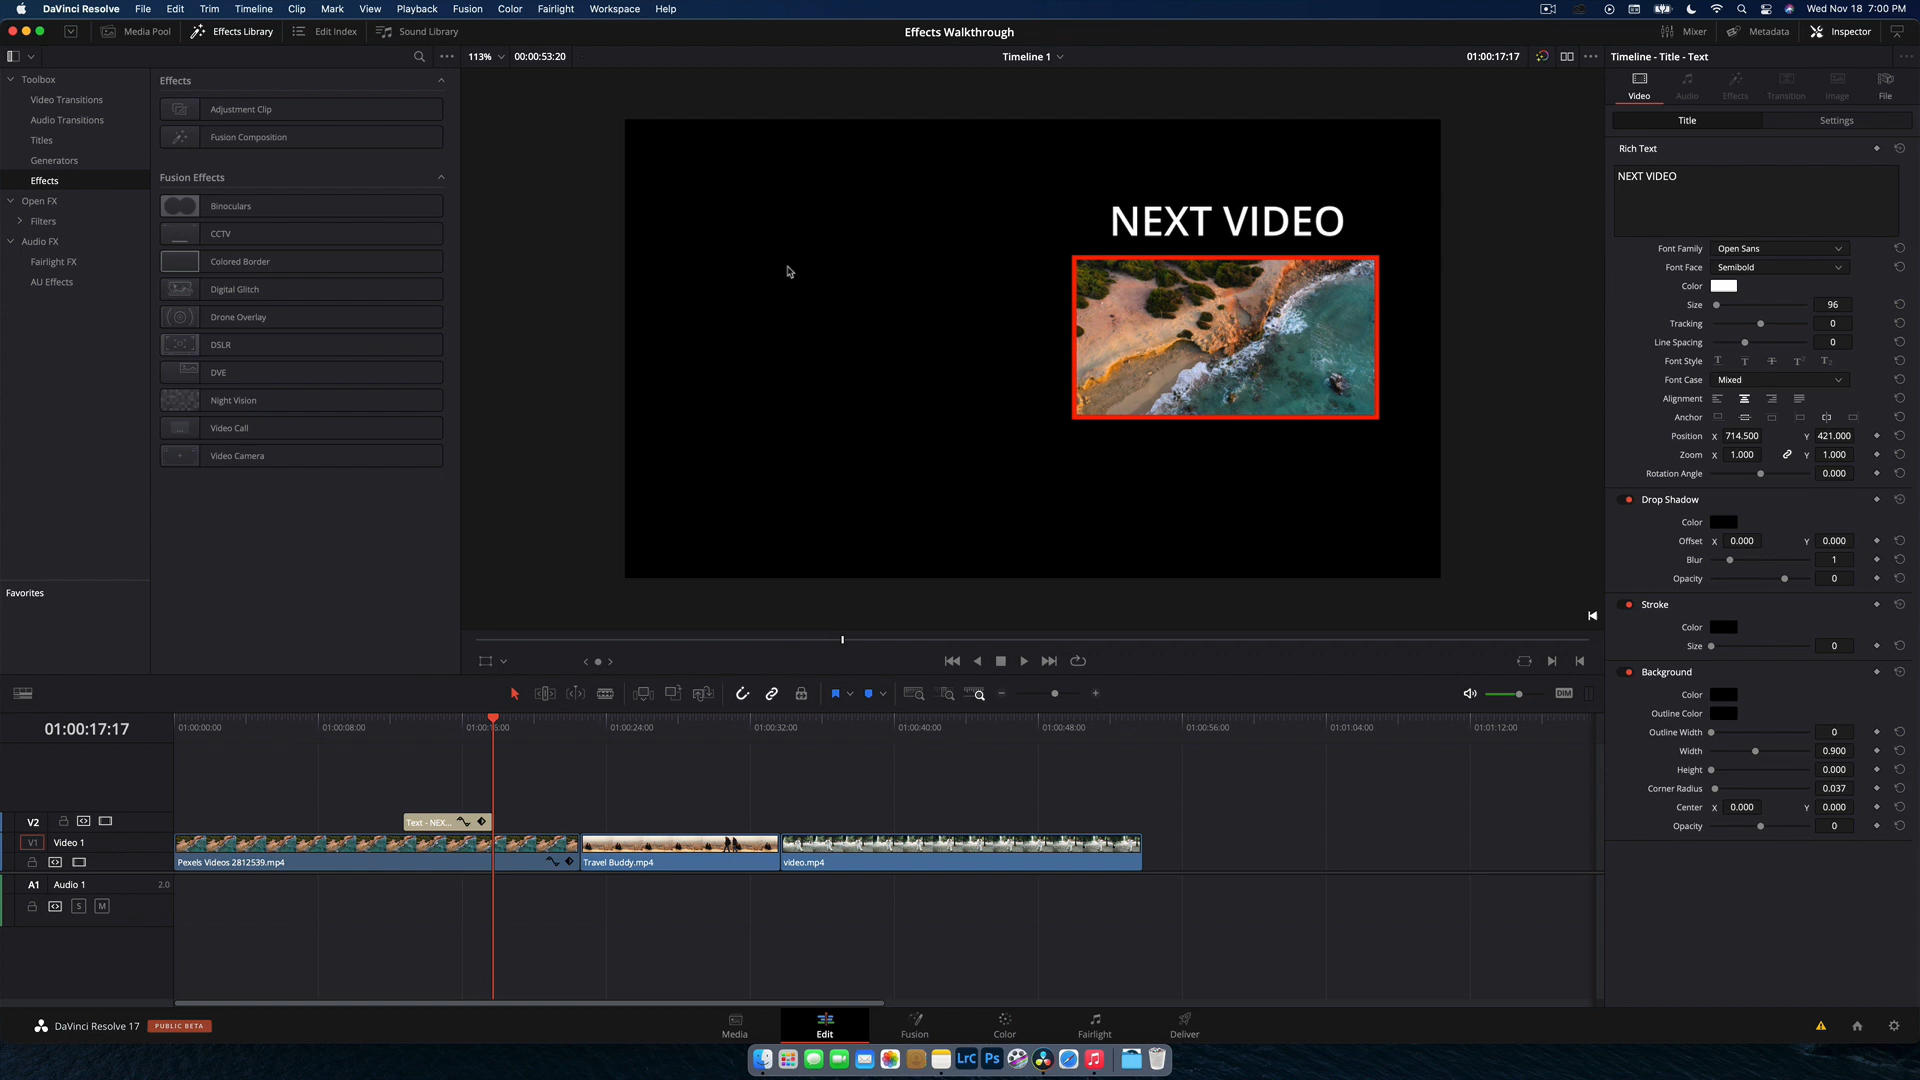 DaVinci Resolve File Edit Trim Timeline Clip Mark View Playback Fusion Color Fairlight Workspace Help Wed Nov 18 7:00 PM
Media Pool Effects Library Edit Index Sound Library Effects Walkthrough Mixer Metadata Inspector
113% 00:00:53:20 Timeline 1 01:00:17:17 Timeline - Title - Text
Toolbox
Video Transitions
Audio Transitions
Titles
Generators
Effects
Open FX
Filters
Audio FX
Fairlight FX
AU Effects
Favorites
Effects
Adjustment Clip
Fusion Composition
Fusion Effects
Binoculars
CCTV
Colored Border
Digital Glitch
Drone Overlay
DSLR
DVE
Night Vision
Video Call
Video Camera
NEXT VIDEO
Video Audio Effects Transition Image File
Title Settings
Rich Text
NEXT VIDEO
Font Family Open Sans
Font Face Semibold
Color
Size 96
Tracking 0
Line Spacing 0
Font Style T T T T T
Font Case Mixed
Alignment
Anchor
Position X 714.500 Y 421.000
Zoom X 1.000 Y 1.000
Rotation Angle 0.000
Drop Shadow
Color
Offset X 0.000 Y 0.000
Blur 1
Opacity 0
Stroke
Color
Size 0
Background
Color
Outline Color
Outline Width 0
Width 0.900
Height 0.000
Corner Radius 0.037
Center X 0.000 Y 0.000
Opacity 0
DIM
01:00:17:17
01:00:00:00 01:00:08:00 01:00:16:00 01:00:24:00 01:00:32:00 01:00:40:00 01:00:48:00 01:00:56:00 01:01:04:00 01:01:12:00
V2 Text - NEX...
V1 Video 1
Pexels Videos 2812539.mp4 Travel Buddy.mp4 video.mp4
A1 Audio 1 2.0
S M
DaVinci Resolve 17 PUBLIC BETA
Media Edit Fusion Color Fairlight Deliver
LrC Ps